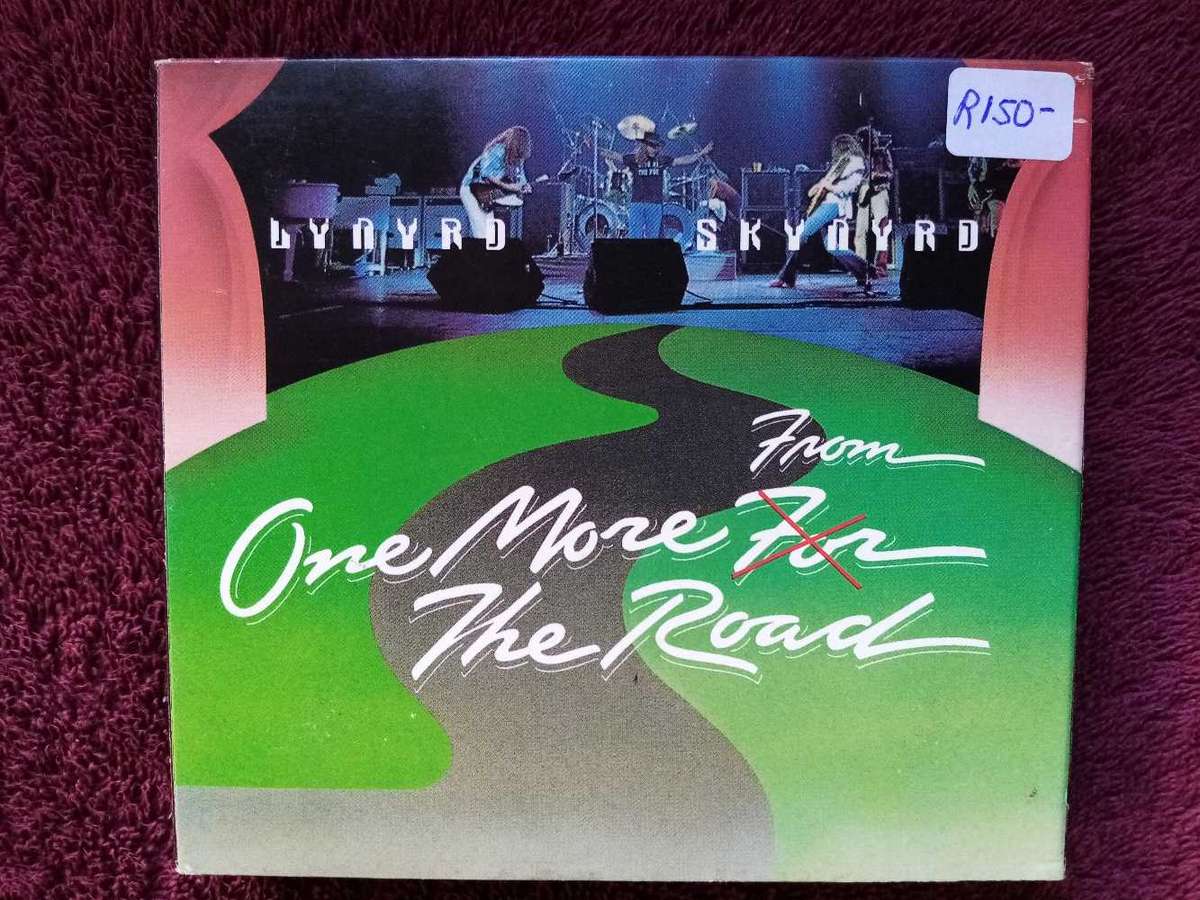 R150-
LYNYRD SKYNYRD
From
One More For
The Road